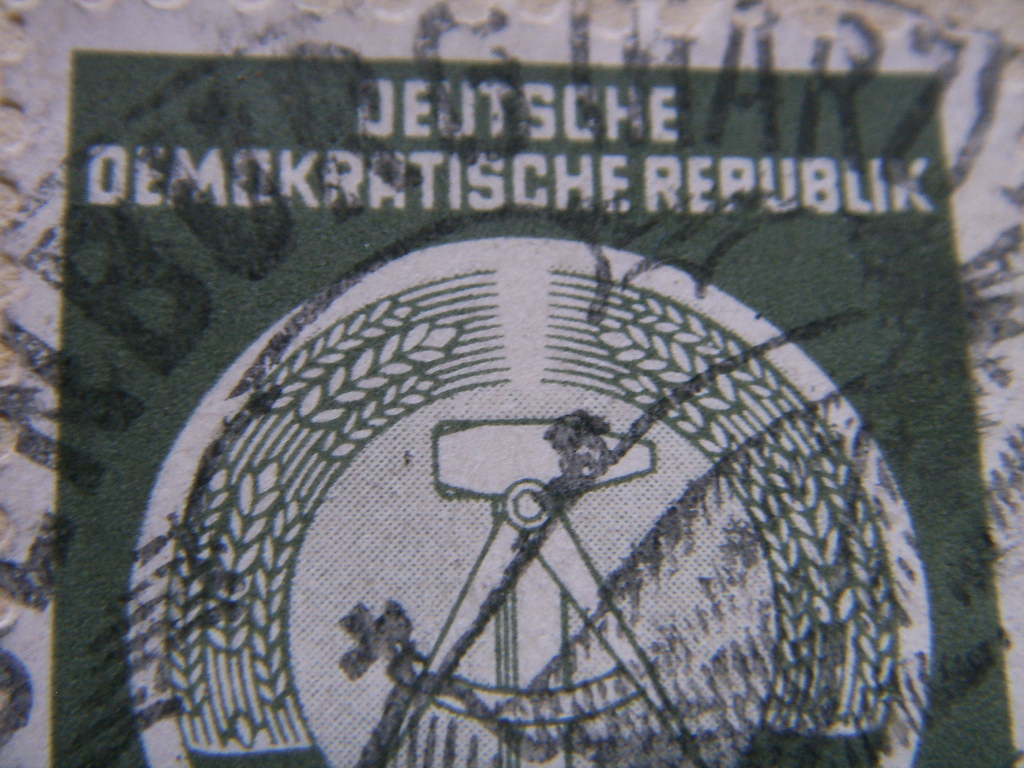 DEUTSCHE
DEMOKRATISCHE REPUBLIK